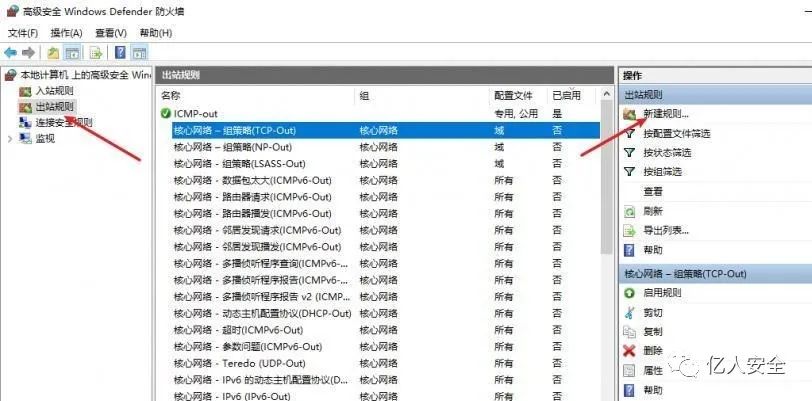 高级安全 Windows Defender 防火墙
文件(F) 操作(A) 查看(V) 帮助(H)
本地计算机 上的高级安全 Wind
入站规则
出站规则
连接安全规则
监视
出站规则
名称 组 配置文件 已启用
ICMP-out 专用, 公用 是
核心网络 – 组策略(TCP-Out) 核心网络 域 否
核心网络 – 组策略(NP-Out) 核心网络 域 否
核心网络 - 组策略(LSASS-Out) 核心网络 域 否
核心网络 - 数据包太大(ICMPv6-Out) 核心网络 所有 否
核心网络 - 路由器请求(ICMPv6-Out) 核心网络 所有 否
核心网络 - 路由器播发(ICMPv6-Out) 核心网络 所有 否
核心网络 - 邻居发现请求(ICMPv6-Out) 核心网络 所有 否
核心网络 - 邻居发现播发(ICMPv6-Out) 核心网络 所有 否
核心网络 - 多播侦听程序查询(ICMPv6-... 核心网络 所有 否
核心网络 - 多播侦听程序报告(ICMPv6-... 核心网络 所有 否
核心网络 - 多播侦听程序报告 v2 (ICMP... 核心网络 所有 否
核心网络 - 动态主机配置协议(DHCP-Out) 核心网络 所有 否
核心网络 - 超时(ICMPv6-Out) 核心网络 所有 否
核心网络 - 参数问题(ICMPv6-Out) 核心网络 所有 否
核心网络 - Teredo (UDP-Out) 核心网络 所有 否
核心网络 - IPv6 的动态主机配置协议(D... 核心网络 所有 否
核心网络 - IPv6 (IPv6-Out) 核心网络 所有 否
操作
出站规则
新建规则...
按配置文件筛选
按状态筛选
按组筛选
查看
刷新
导出列表...
帮助
核心网络 – 组策略(TCP-Out)
启用规则
剪切
复制
删除
属性
帮助
亿人安全